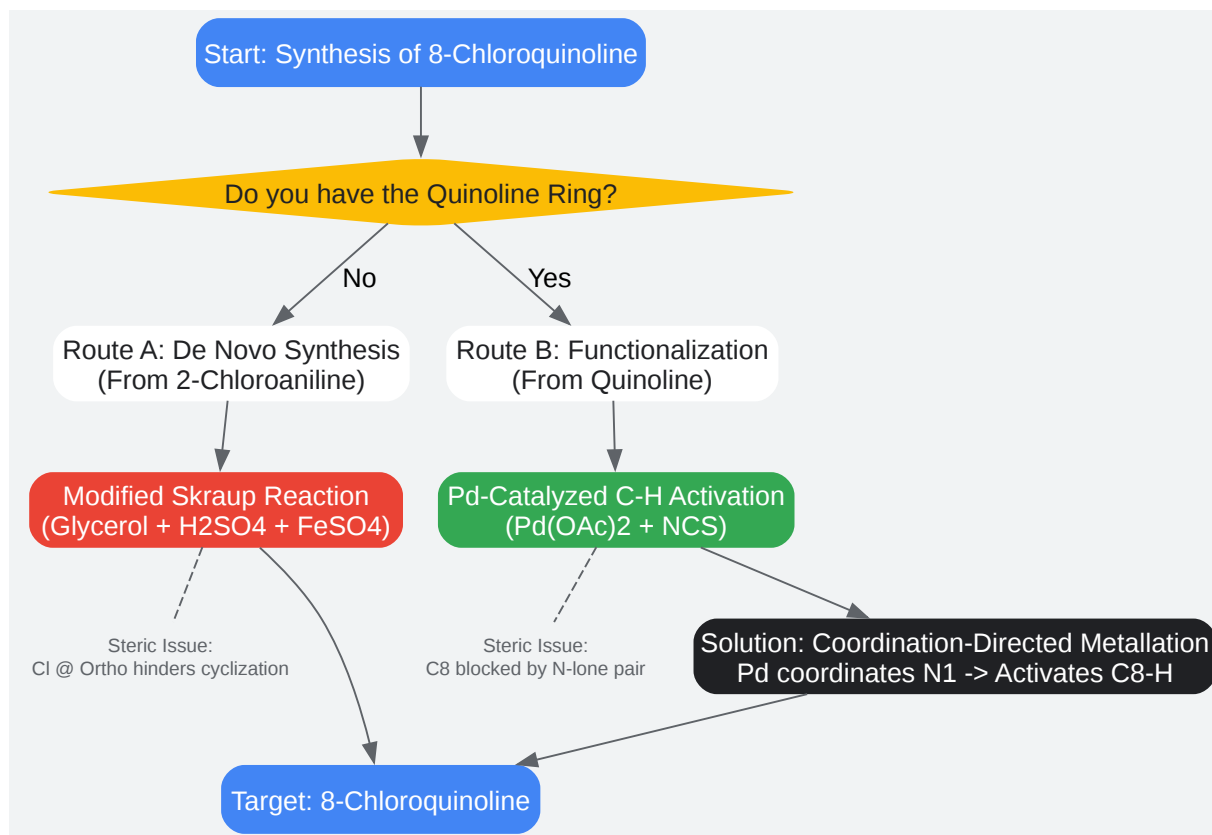 Start: Synthesis of 8-Chloroquinoline
Do you have the Quinoline Ring?
No
Yes
Route A: De Novo Synthesis
(From 2-Chloroaniline)
Route B: Functionalization
(From Quinoline)
Modified Skraup Reaction
(Glycerol + H2SO4 + FeSO4)
Pd-Catalyzed C-H Activation
(Pd(OAc)2 + NCS)
Steric Issue:
Cl @ Ortho hinders cyclization
Steric Issue:
C8 blocked by N-lone pair
Solution: Coordination-Directed Metallation
Pd coordinates N1 -> Activates C8-H
Target: 8-Chloroquinoline